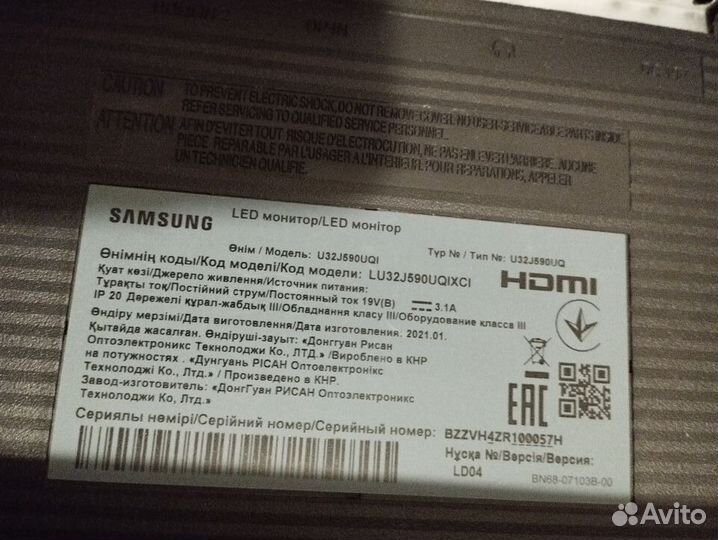 CAUTION : TO PREVENT ELECTRIC SHOCK, DO NOT REMOVE COVER. NO USER-SERVICEABLE PARTS INSIDE
REFER SERVICING TO QUALIFIED SERVICE PERSONNEL.
ATTENTION : AFIN D'EVITER TOUT RISQUE D'ELECTROCUTION, NE PAS ENLEVER L'ARRIERE. AUCUNE
PIECE REPARABLE PAR L'USAGER A L'INTERIEUR. POUR REPARATIONS, APPELER
UN TECHNICIEN QUALIFIE.
SAMSUNG LED монитор/LED монітор
Өнім / Модель: U32J590UQI Түр № / Тип №: U32J590UQ
Өнімнің коды/Код моделі/Код модели: LU32J590UQIXCI HDMI
Қуат көзі/Джерело живлення/Источник питания:
Тұрақты ток/Постійний струм/Постоянный ток 19V(B) 3.1A
IP 20 Дәрежелі құрал-жабдық III/Обладнання класу III/Оборудование класса III
Өндіру мерзімі/Дата виготовлення/Дата изготовления: 2021.01.
Қытайда жасалған. Өндіруші-зауыт: «Донггуан Рисан
Оптоэлектроникс Текнолоджи Ко., ЛТД.» /Вироблено в КНР
на потужностях . «Дунгуань РІСАН Оптоелектронікс
Технолоджі Ко., Лтд.» / Произведено в КНР.
Завод-изготовитель: «ДонгГуан РИСАН Оптоэлектроникс
Технолоджи Ко, Лтд.»
EAC
Сериялы нөмірі/Серійний номер/Серийный номер: BZZVH4ZR100057H
Нұсқа №/Версія/Версия:
LD04
BN68-07103B-00
Avito